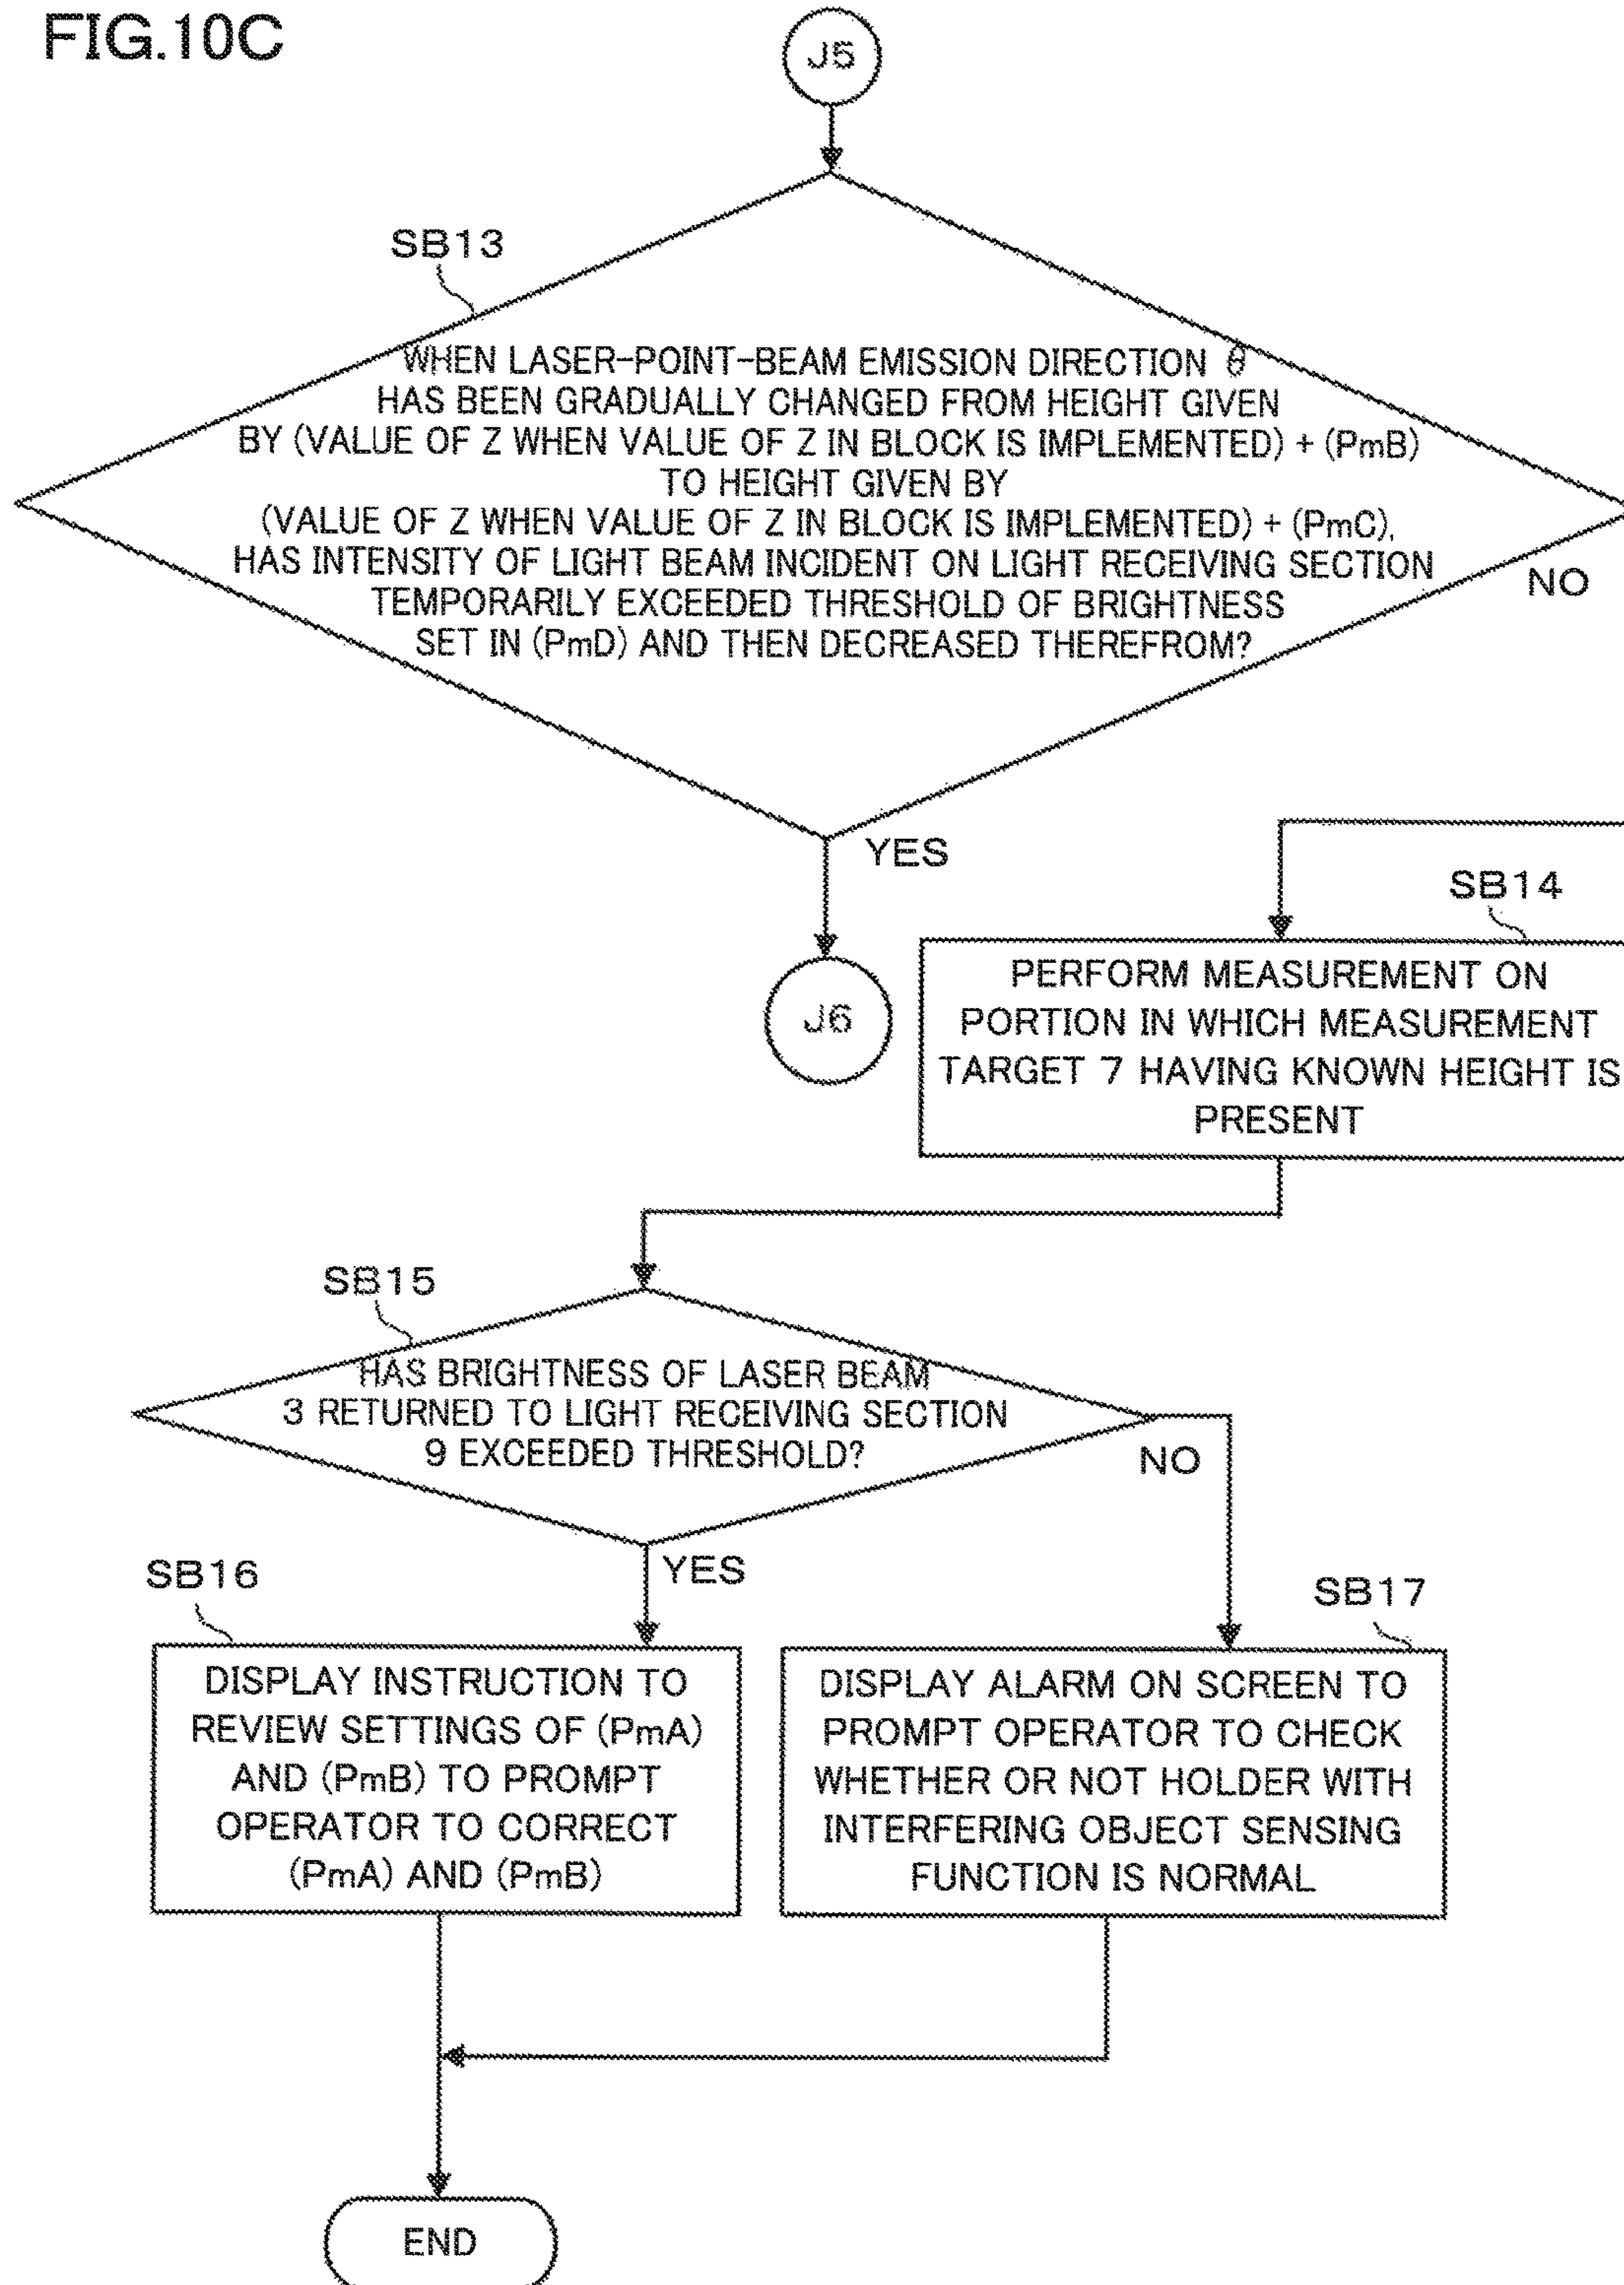 FIG.10C
J5
SB13
WHEN LASER-POINT-BEAM EMISSION DIRECTION θ
HAS BEEN GRADUALLY CHANGED FROM HEIGHT GIVEN
BY (VALUE OF Z WHEN VALUE OF Z IN BLOCK IS IMPLEMENTED) + (PmB)
TO HEIGHT GIVEN BY
(VALUE OF Z WHEN VALUE OF Z IN BLOCK IS IMPLEMENTED) + (PmC),
HAS INTENSITY OF LIGHT BEAM INCIDENT ON LIGHT RECEIVING SECTION
TEMPORARILY EXCEEDED THRESHOLD OF BRIGHTNESS
SET IN (PmD) AND THEN DECREASED THEREFROM?
NO
YES
J6
SB14
PERFORM MEASUREMENT ON
PORTION IN WHICH MEASUREMENT
TARGET 7 HAVING KNOWN HEIGHT IS
PRESENT
SB15
HAS BRIGHTNESS OF LASER BEAM
3 RETURNED TO LIGHT RECEIVING SECTION
9 EXCEEDED THRESHOLD?
NO
YES
SB16
DISPLAY INSTRUCTION TO
REVIEW SETTINGS OF (PmA)
AND (PmB) TO PROMPT
OPERATOR TO CORRECT
(PmA) AND (PmB)
SB17
DISPLAY ALARM ON SCREEN TO
PROMPT OPERATOR TO CHECK
WHETHER OR NOT HOLDER WITH
INTERFERING OBJECT SENSING
FUNCTION IS NORMAL
END